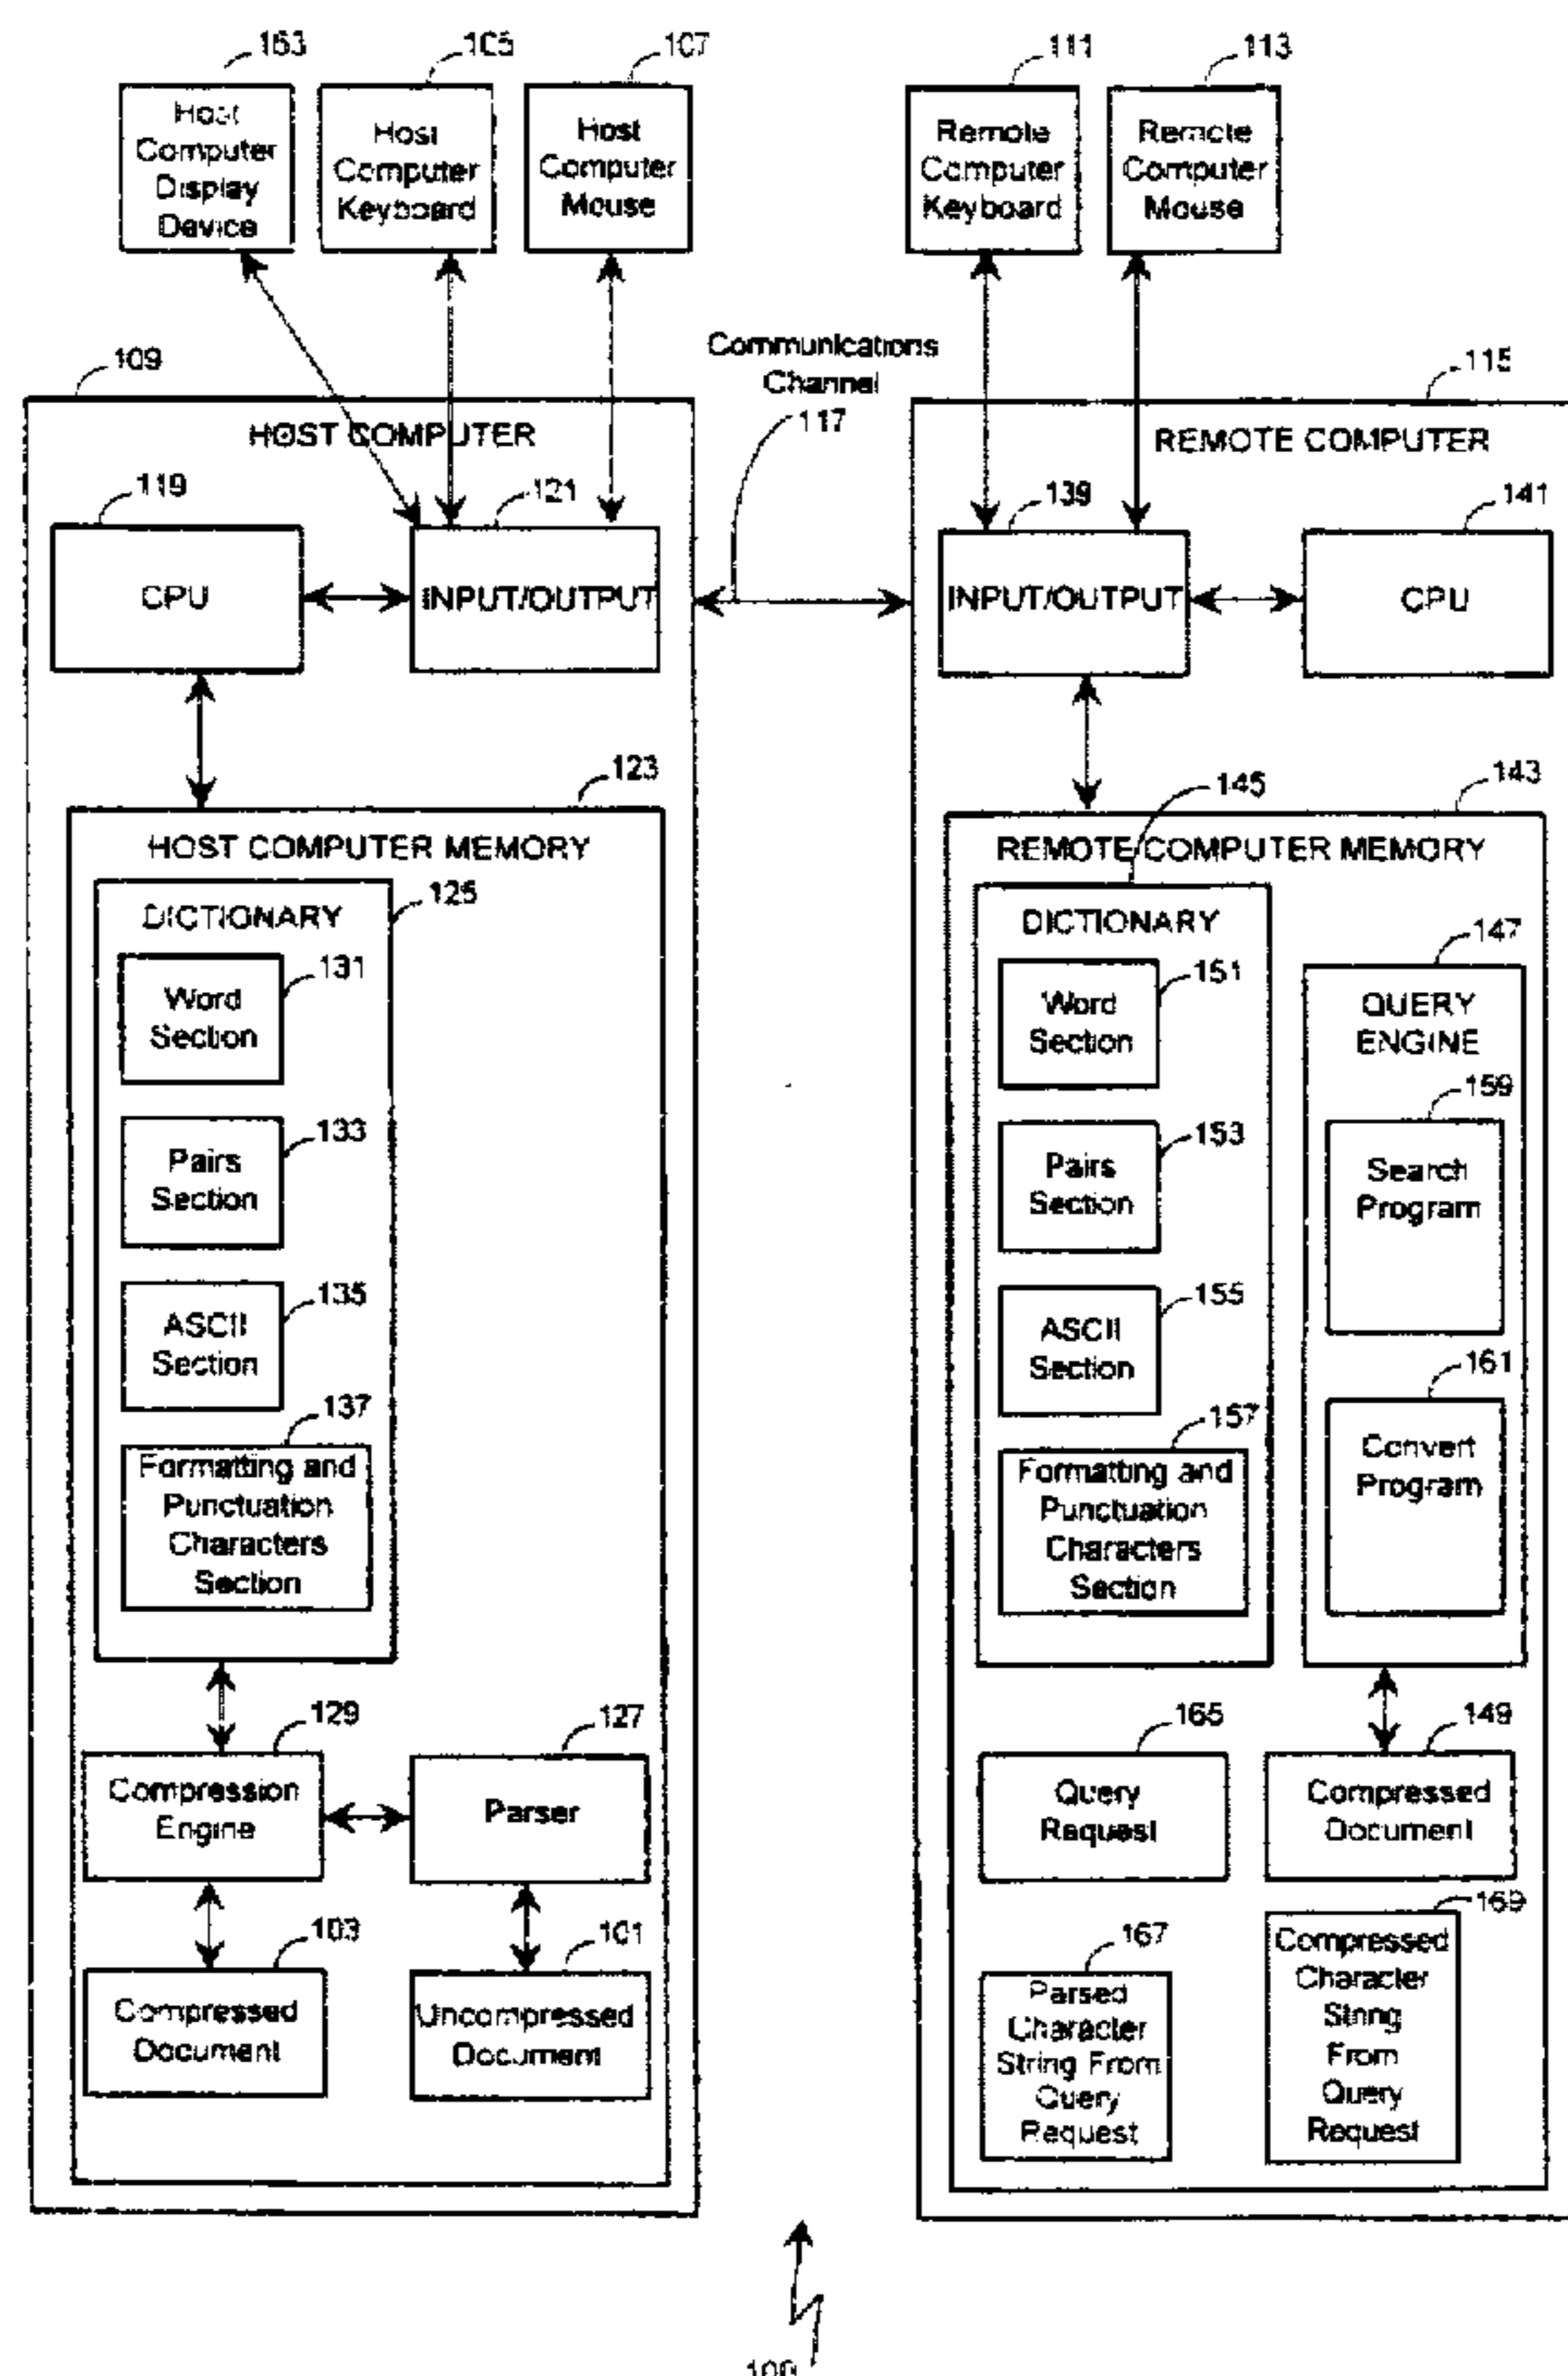 163
105
107
111
113
Host
Computer
Display
Device
Host
Computer
Keyboard
Host
Computer
Mouse
Remote
Computer
Keyboard
Remote
Computer
Mouse
Communications
Channel
117
109
115
HOST COMPUTER
REMOTE COMPUTER
119
121
139
141
CPU
INPUT/OUTPUT
INPUT/OUTPUT
CPU
123
145
143
HOST COMPUTER MEMORY
REMOTE COMPUTER MEMORY
125
DICTIONARY
131
Word
Section
133
Pairs
Section
135
ASCII
Section
137
Formatting and
Punctuation
Characters
Section
129
Compression
Engine
127
Parser
103
Compressed
Document
101
Uncompressed
Document
DICTIONARY
151
Word
Section
153
Pairs
Section
155
ASCII
Section
157
Formatting and
Punctuation
Characters
Section
147
QUERY
ENGINE
159
Search
Program
161
Convert
Program
165
Query
Request
149
Compressed
Document
167
Parsed
Character
String From
Query
Request
169
Compressed
Character
String
From
Query
Request
100